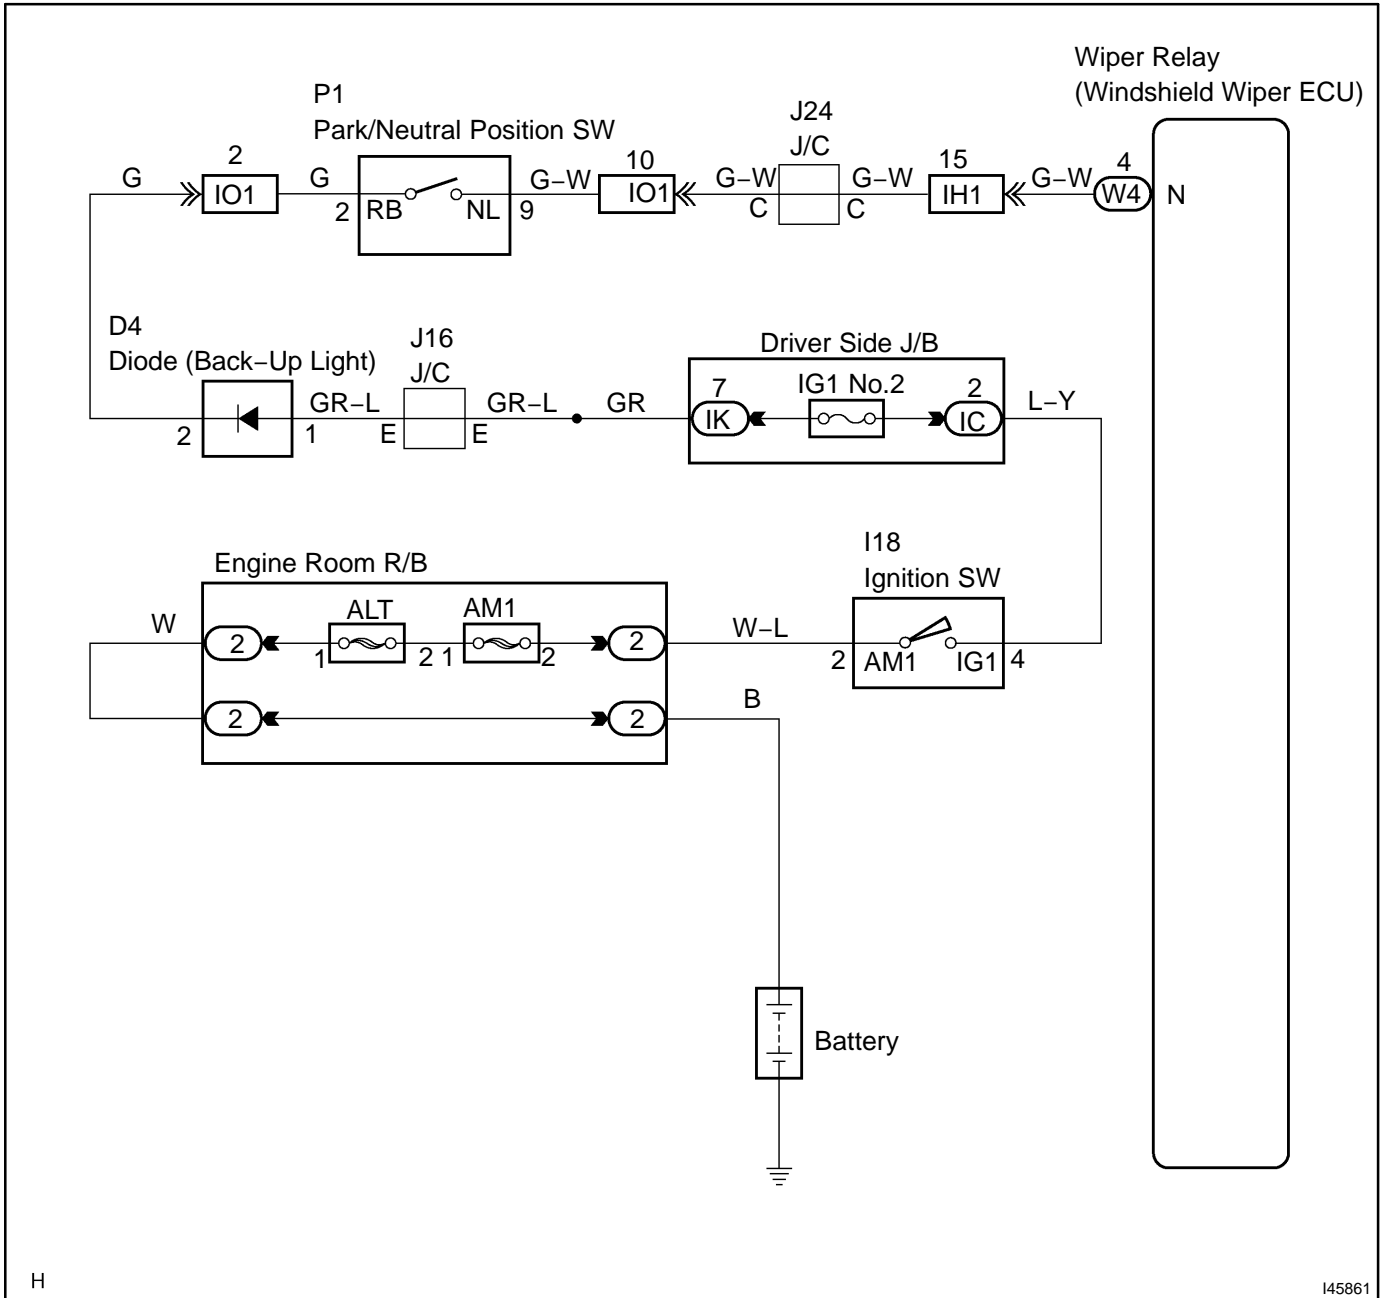 Wiper Relay
(Windshield Wiper ECU)
P1
Park/Neutral Position SW
J24
J/C
G
2
IO1
G
2
RB
NL
9
G–W
10
IO1
G–W
C
C
G–W
15
IH1
G–W
4
W4
N
D4
Diode (Back–Up Light)
2
1
GR–L
J16
J/C
E
E
GR–L
GR
Driver Side J/B
7
IK
IG1 No.2
2
IC
L–Y
Engine Room R/B
W
2
ALT
1
2
AM1
1
2
2
W–L
I18
Ignition SW
2
AM1
IG1
4
2
2
B
Battery
H
I45861